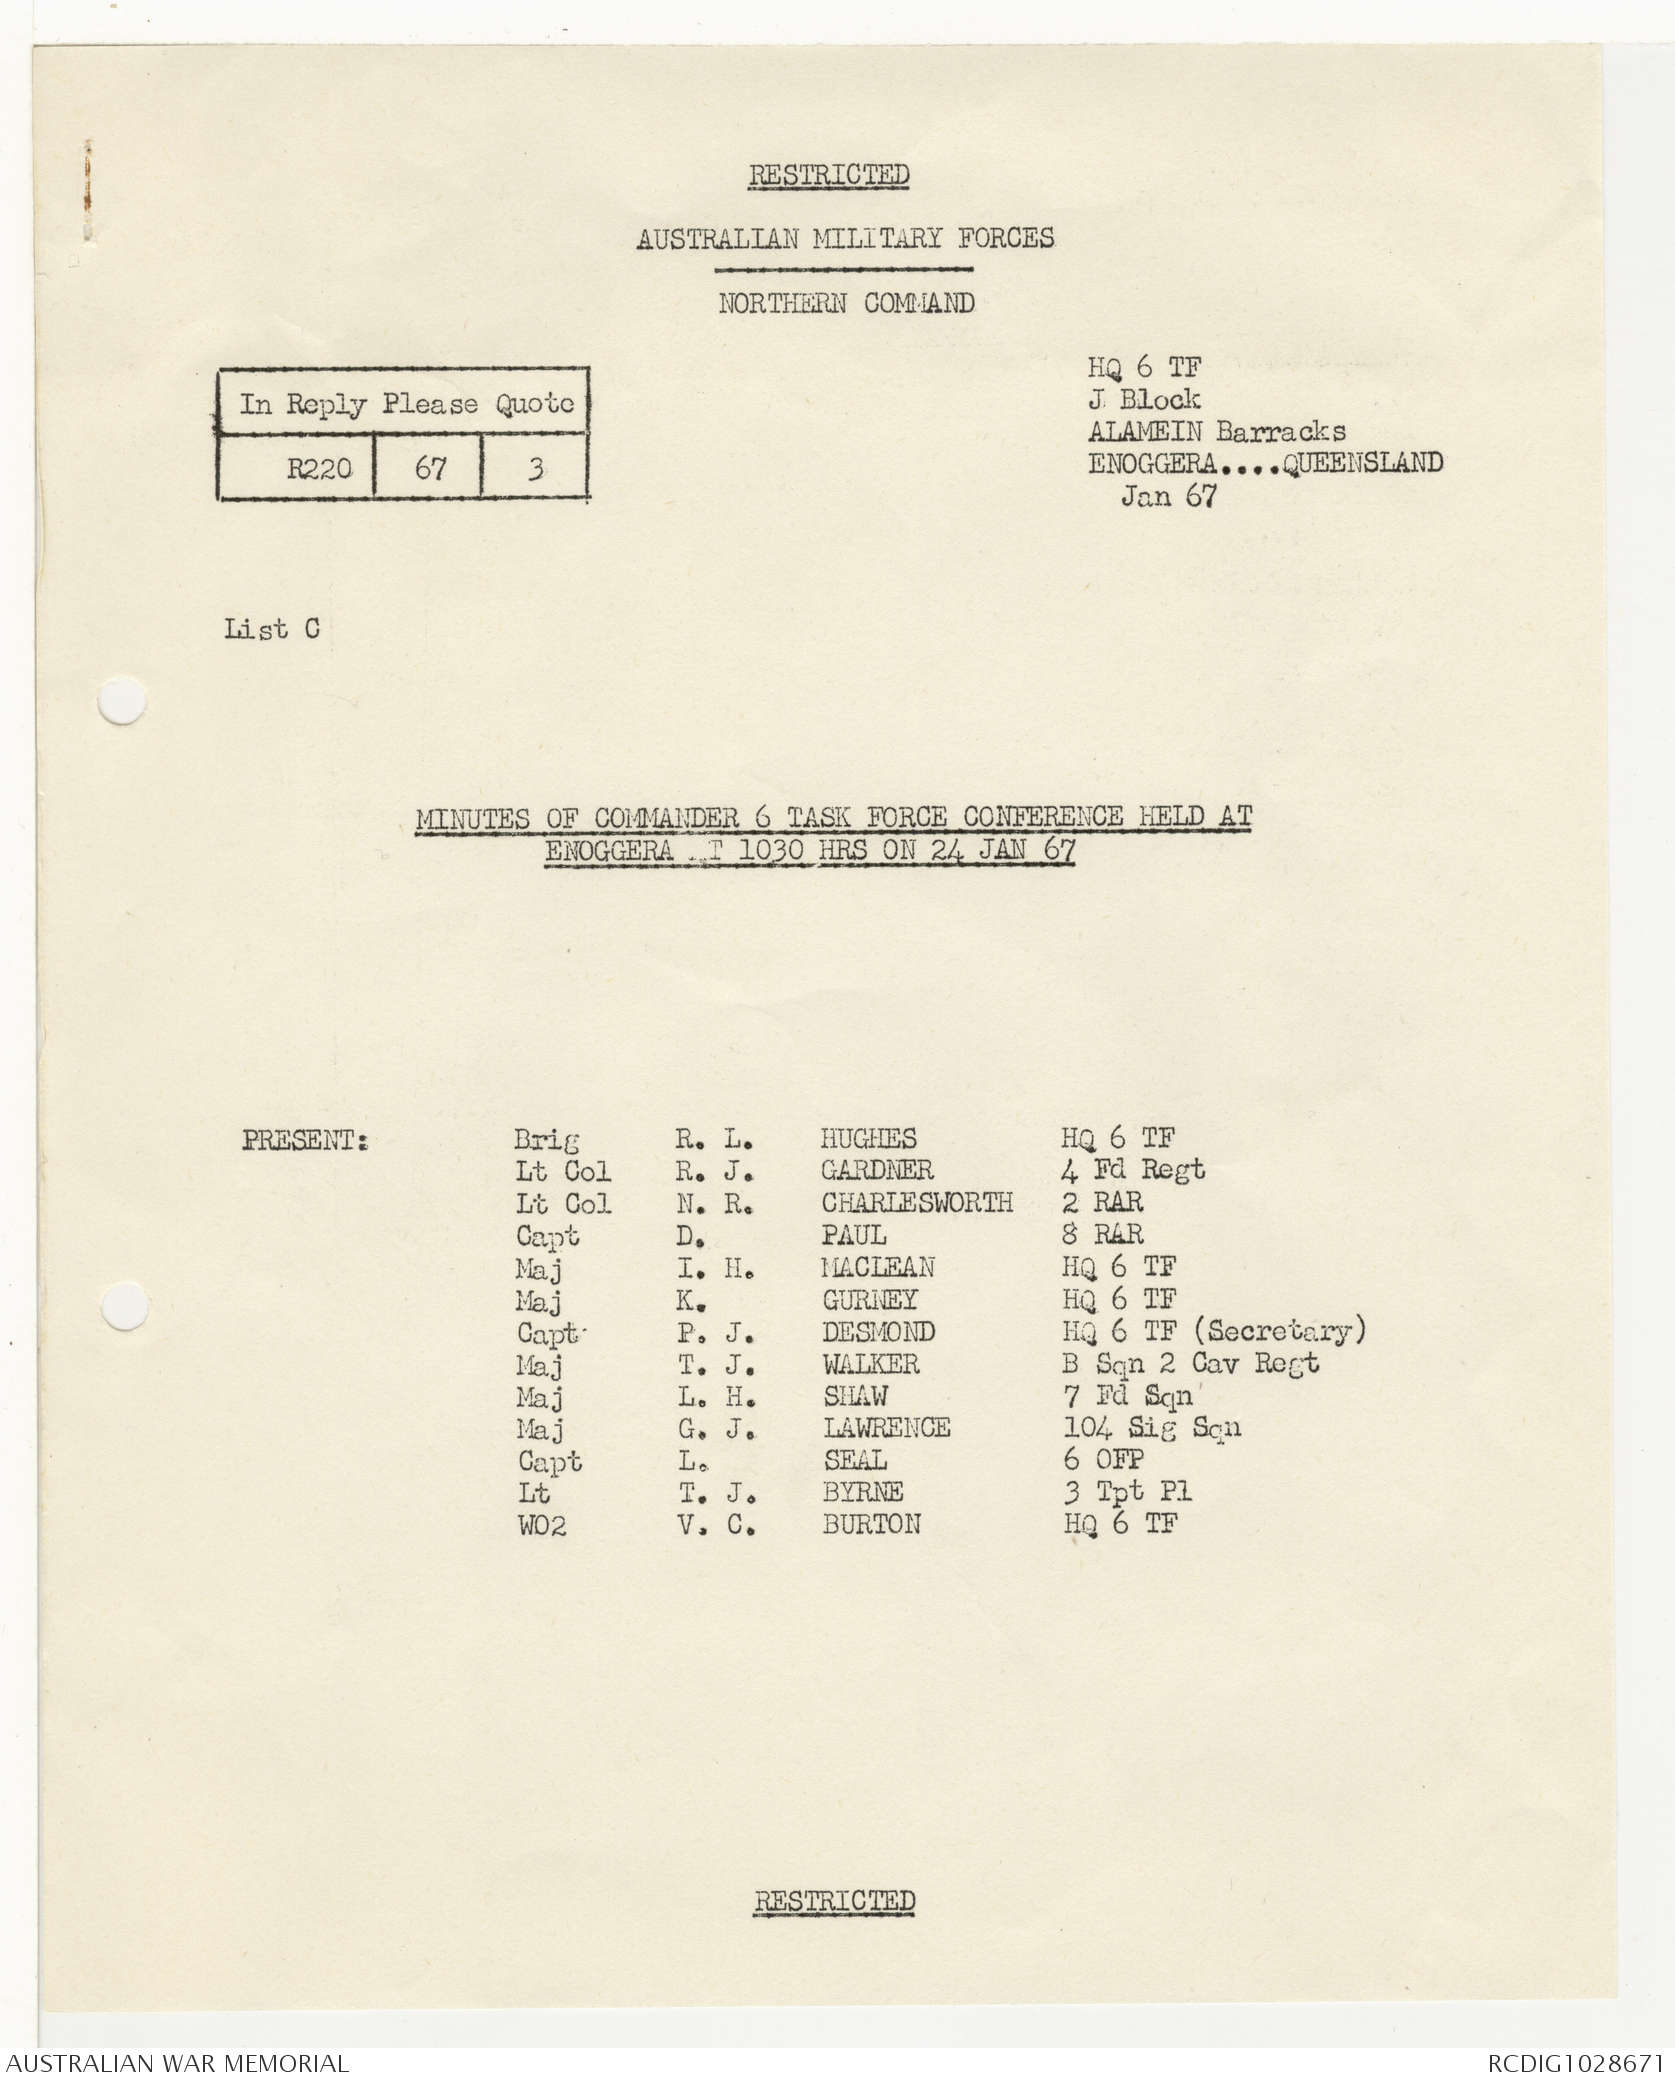 RESTRICTED
AUSTRALIAN MILITARY FORCES
NORTHERN COMMAND
HQ 6 TF
J Block
ALAMEIN Barracks
ENOGGERA....QUEENSLAND
Jan 67
In Reply Please Quote
R220 67 3
List C
MINUTES OF COMMANDER 6 TASK FORCE CONFERENCE HELD AT
ENOGGERA AT 1030 HRS ON 24 JAN 67
PRESENT: Brig R. L. HUGHES HQ 6 TF
Lt Col R. J. GARDNER 4 Fd Regt
Lt Col N. R. CHARLESWORTH 2 RAR
Capt D. PAUL 8 RAR
Maj I. H. MACLEAN HQ 6 TF
Maj K. GURNEY HQ 6 TF
Capt P. J. DESMOND HQ 6 TF (Secretary)
Maj T. J. WALKER B Sqn 2 Cav Regt
Maj L. H. SHAW 7 Fd Sqn
Maj G. J. LAWRENCE 104 Sig Sqn
Capt L. SEAL 6 OFP
Lt T. J. BYRNE 3 Tpt Pl
WO2 V. C. BURTON HQ 6 TF
RESTRICTED
AUSTRALIAN WAR MEMORIAL
RCDIG1028671